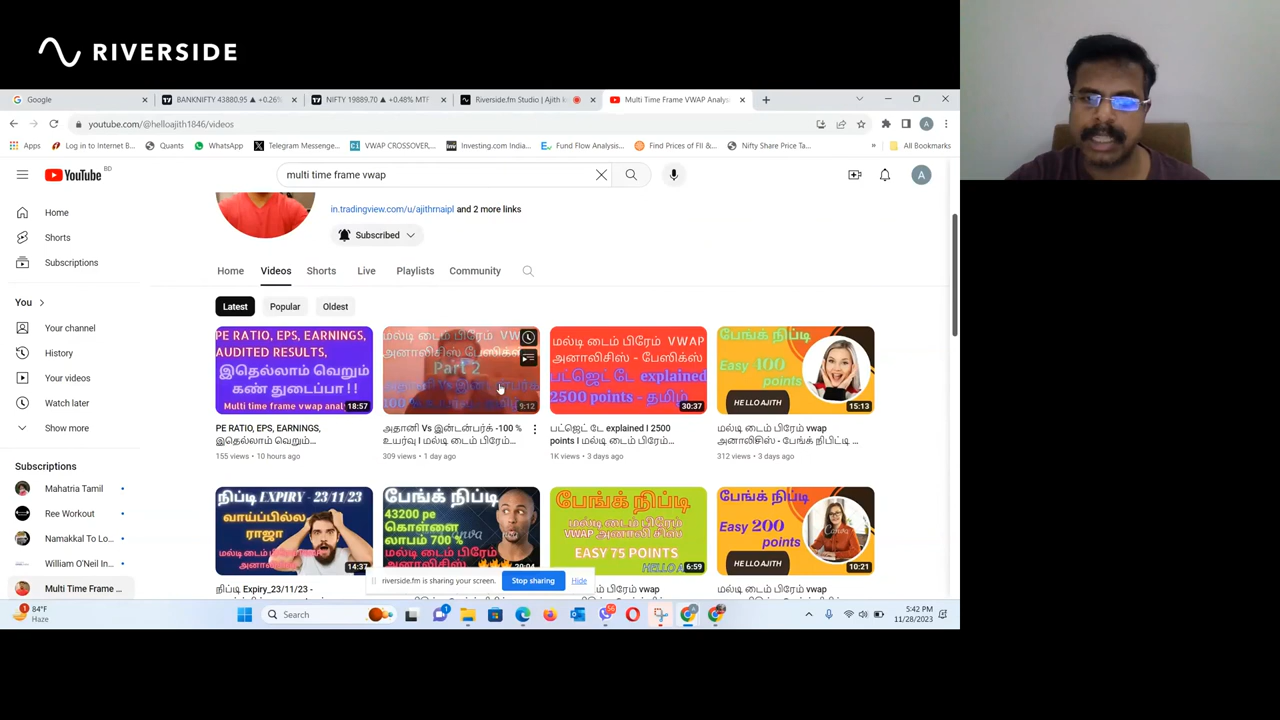 RIVERSIDE
Google
BANKNIFTY 43880.95 ▲ +0.26%
NIFTY 19889.70 ▲ +0.48% MTF
Riverside.fm Studio | Ajith k
Multi Time Frame VWAP Analys
youtube.com/@helloajith1846/videos
Apps
Log in to Internet B...
Quants
WhatsApp
Telegram Messenge...
VWAP CROSSOVER,...
Investing.com India...
Fund Flow Analysis...
Find Prices of FII &...
Nifty Share Price Ta...
»
All Bookmarks
YouTube BD
multi time frame vwap
A
in.tradingview.com/u/ajithrnaipl and 2 more links
Subscribed
Home
Shorts
Subscriptions
You
Your channel
History
Your videos
Watch later
Show more
Subscriptions
Mahatria Tamil
Ree Workout
Namakkal To Lo...
William O'Neil In...
Multi Time Frame ...
Home Videos Shorts Live Playlists Community
Latest Popular Oldest
PE RATIO, EPS, EARNINGS,
AUDITED RESULTS,
இதெல்லாம் வெறும்
கண் துடைப்பா !!
Multi time frame vwap anal
18:57
மல்டி டைம் பிரேம் VW
அனாலிசிஸ் பேஸிக்ஸ்
Part 2
9:12
மல்டி டைம் பிரேம் VWAP
அனாலிசிஸ் - பேஸிக்ஸ்
பட்ஜெட் டே explained
2500 points - தமிழ்
30:37
பேங்க் நிப்டி
Easy 400
points
HELLO AJITH
15:13
PE RATIO, EPS, EARNINGS,
இதெல்லாம் வெறும்...
155 views • 10 hours ago
அதானி Vs இன்டன்பர்க் -100 %
உயர்வு I மல்டி டைம் பிரேம்...
309 views • 1 day ago
பட்ஜெட் டே explained I 2500
points I மல்டி டைம் பிரேம்...
1K views • 3 days ago
மல்டி டைம் பிரேம் vwap
அனாலிசிஸ் - பேங்க் நிபிட்டி ...
312 views • 3 days ago
நிப்டி EXPIRY - 23/11/23
வாய்ப்பில்ல
ராஜா
மல்டி டைம் பிரேம்
14:37
பேங்க் நிப்டி
43200 pe
கொள்ளை
லாபம் 700 %
மல்டி டைம் பிரேம்
பேங்க் நிப்டி
மல்டி டைம் பிரேம்
VWAP அனாலிசிஸ்
EASY 75 POINTS
6:59
பேங்க் நிப்டி
Easy 200
points
HELLO AJITH
10:21
நிப்டி Expiry_23/11/23 -
மல்டி டைம் பிரேம் vwap
riverside.fm is sharing your screen.
Stop sharing
Hide
84°F
Haze
Search
5:42 PM
11/28/2023